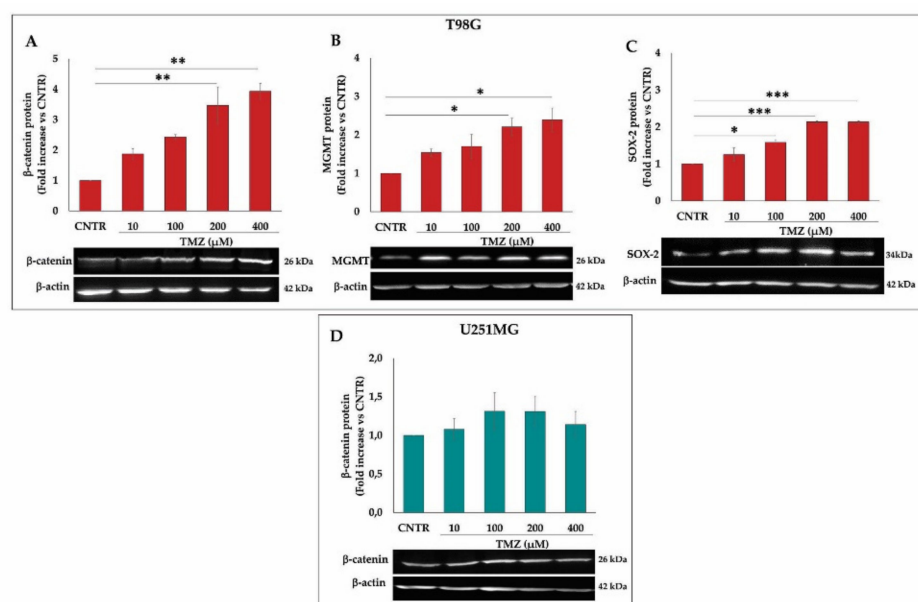 T98G
A
β-catenin protein
(Fold increase vs CNTR)
5
4
3
2
1
0
**
**
CNTR 10 100 200 400
TMZ (μM)
β-catenin 26 kDa
β-actin 42 kDa
B
MGMT protein
(Fold increase vs CNTR)
4
3
2
1
0
*
*
CNTR 10 100 200 400
TMZ (μM)
MGMT 26 kDa
β-actin 42 kDa
C
SOX-2 protein
(Fold increase vs CNTR)
4
3
2
1
0
***
***
*
CNTR 10 100 200 400
TMZ (μM)
SOX-2 34kDa
β-actin 42 kDa
U251MG
D
β-catenin protein
(Fold increase vs CNTR)
2,0
1,5
1,0
0,5
0,0
CNTR 10 100 200 400
TMZ (μM)
β-catenin 26 kDa
β-actin 42 kDa